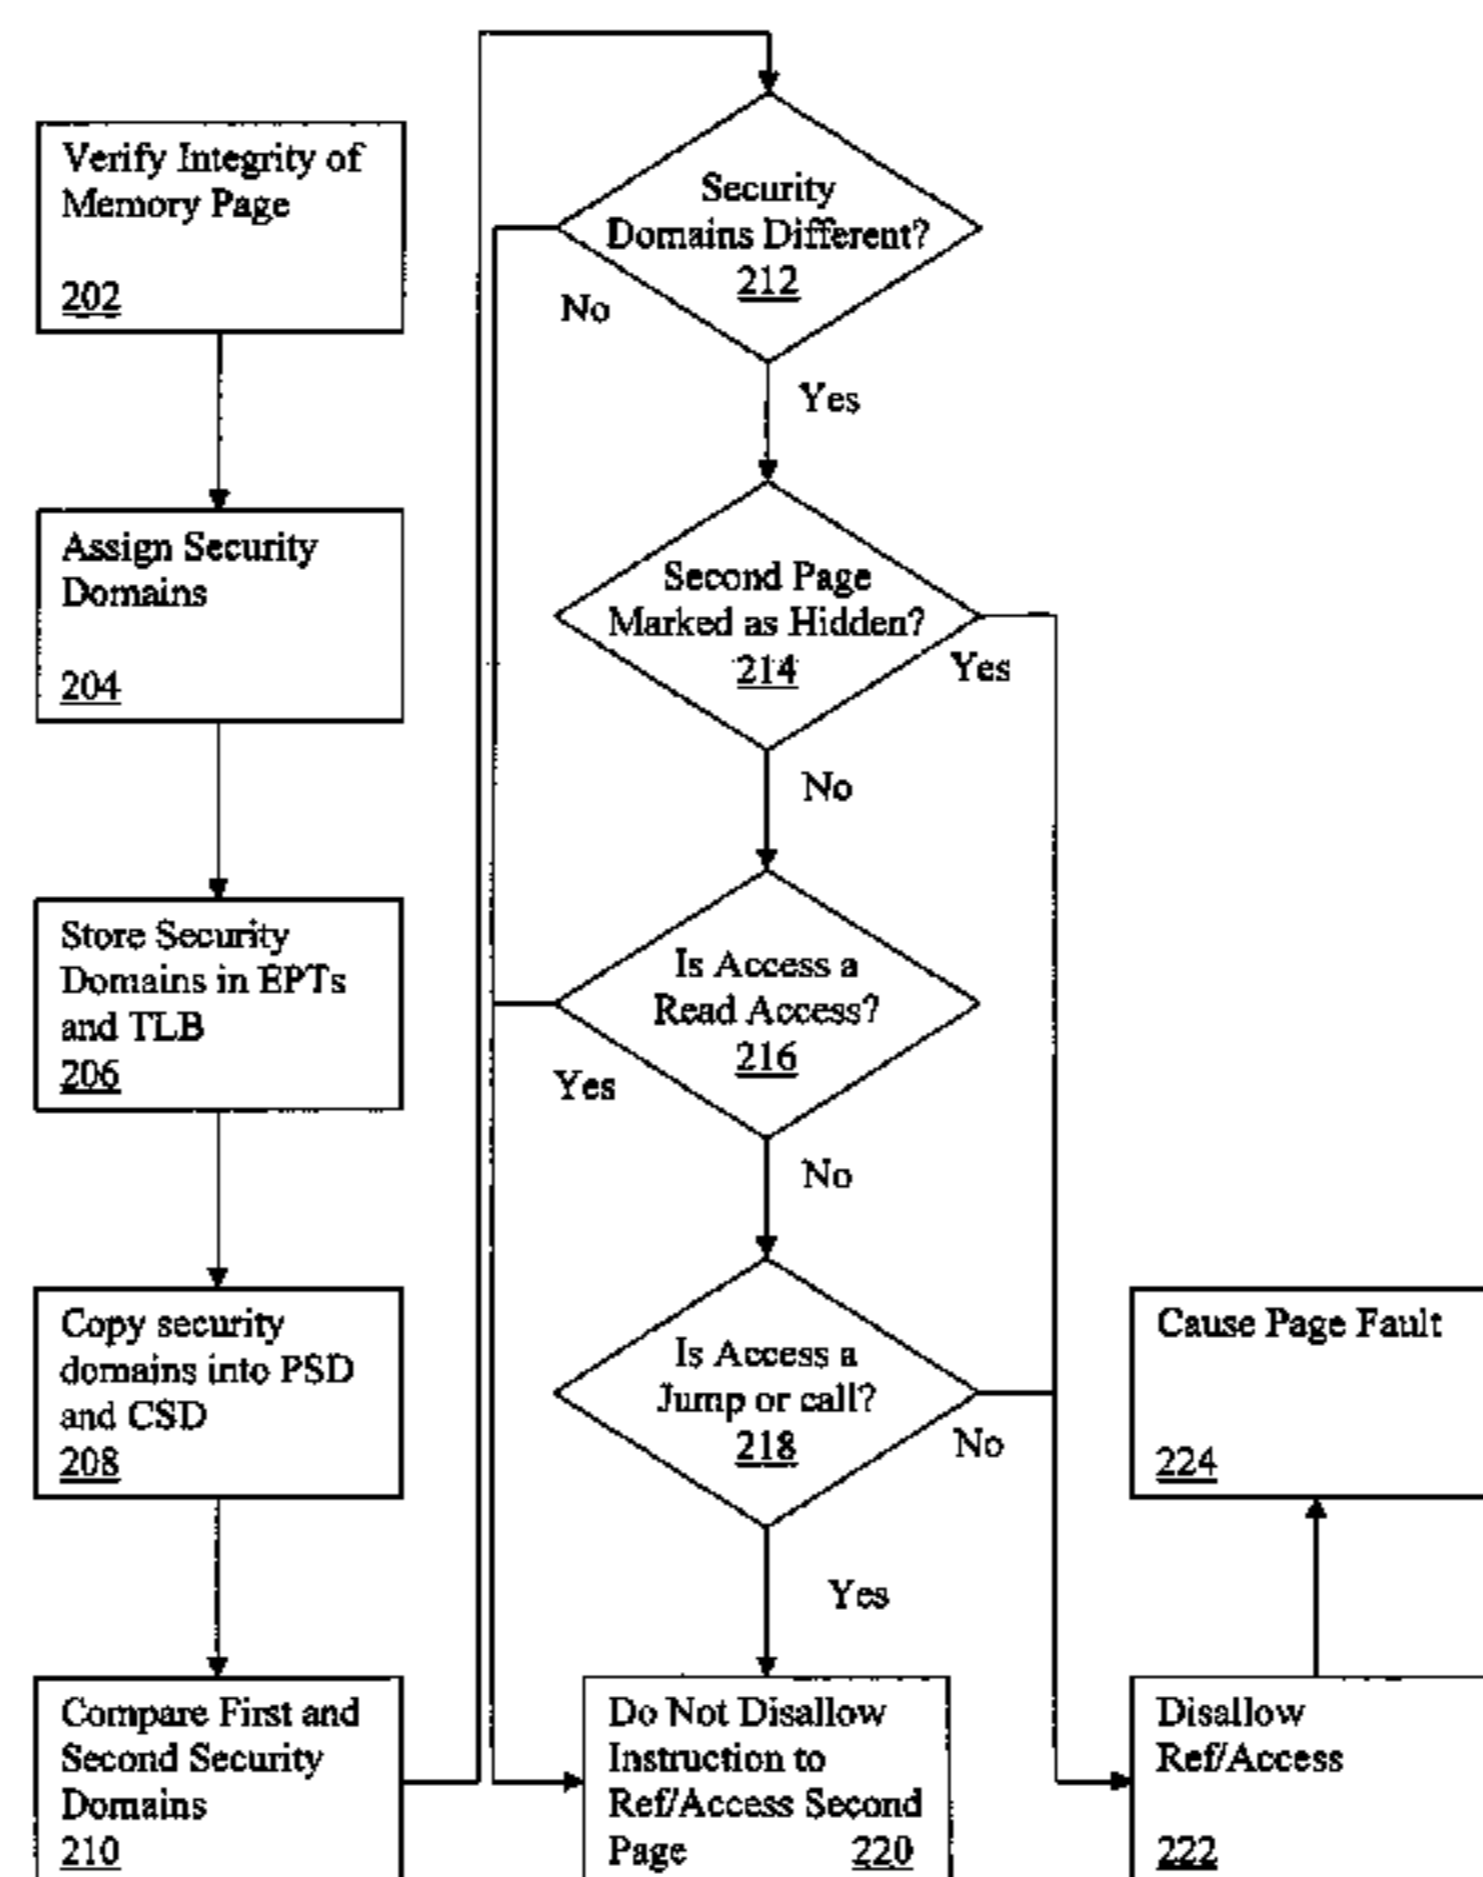 Verify Integrity of
Memory Page
202
Assign Security
Domains
204
Store Security
Domains in EPTs
and TLB
206
Copy security
domains into PSD
and CSD
208
Compare First and
Second Security
Domains
210
Security
Domains Different?
212
No
Yes
Second Page
Marked as Hidden?
214
Yes
No
Is Access a
Read Access?
216
Yes
No
Is Access a
Jump or call?
218
No
Yes
Do Not Disallow
Instruction to
Ref/Access Second
Page 220
Cause Page Fault
224
Disallow
Ref/Access
222